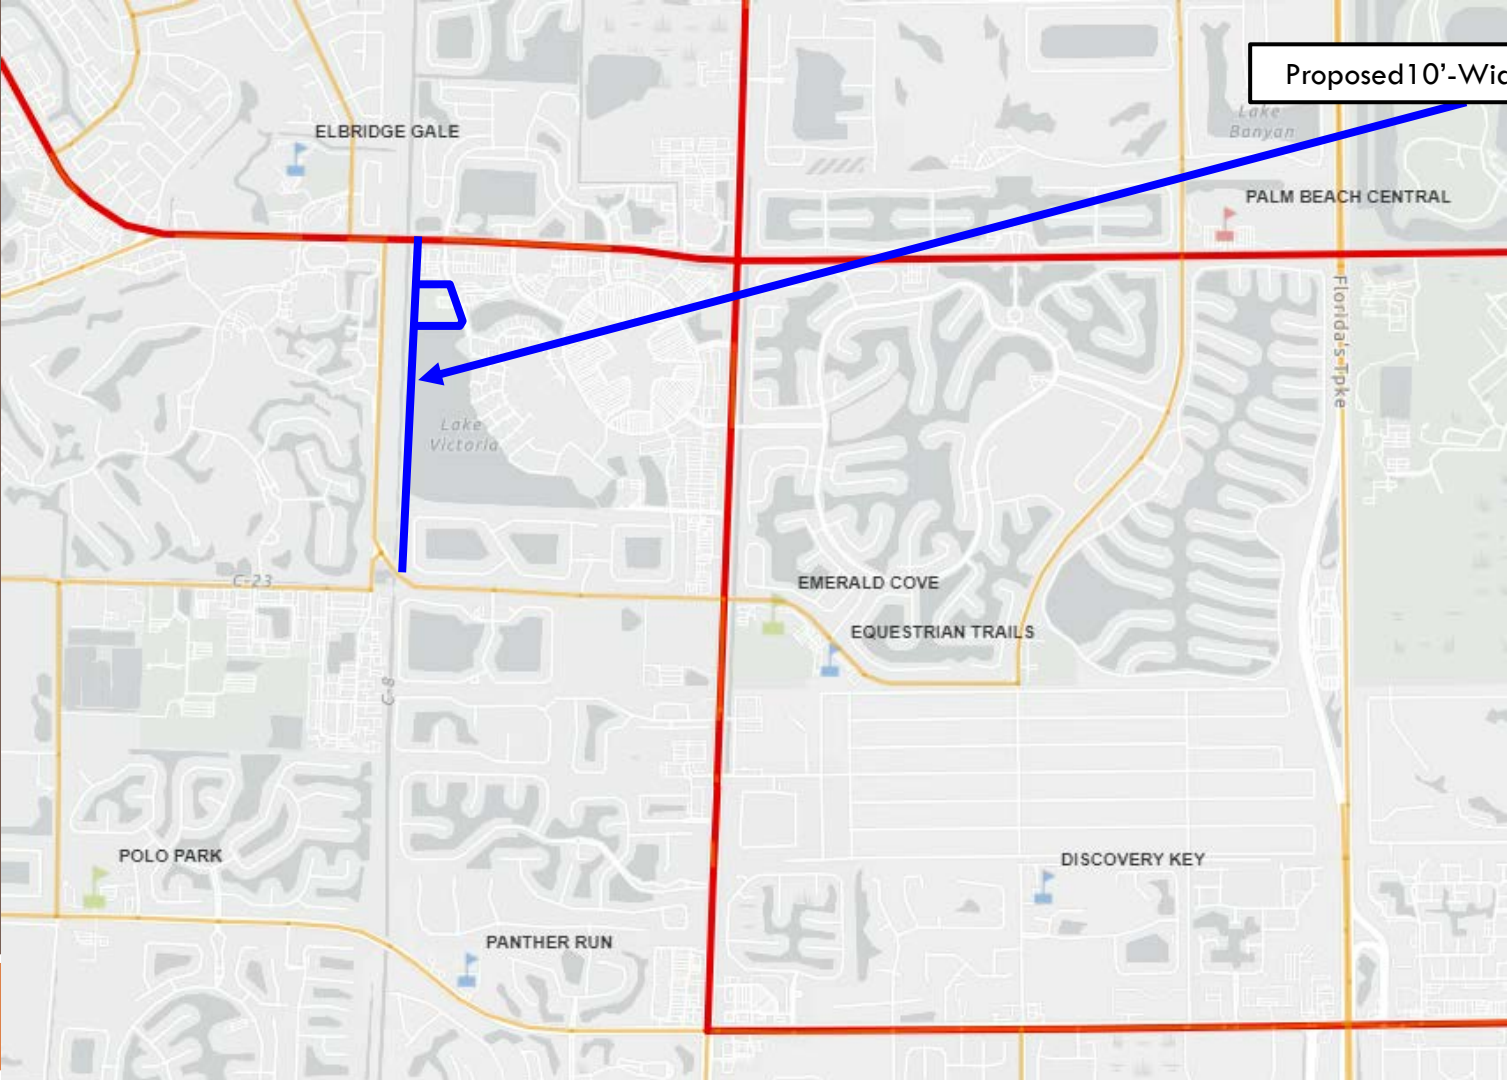 Proposed10’-Wid
Lake
Banyan
ELBRIDGE GALE
PALM BEACH CENTRAL
Florida's Tpke
Lake
Victoria
C-23
EMERALD COVE
EQUESTRIAN TRAILS
C-8
POLO PARK
DISCOVERY KEY
PANTHER RUN